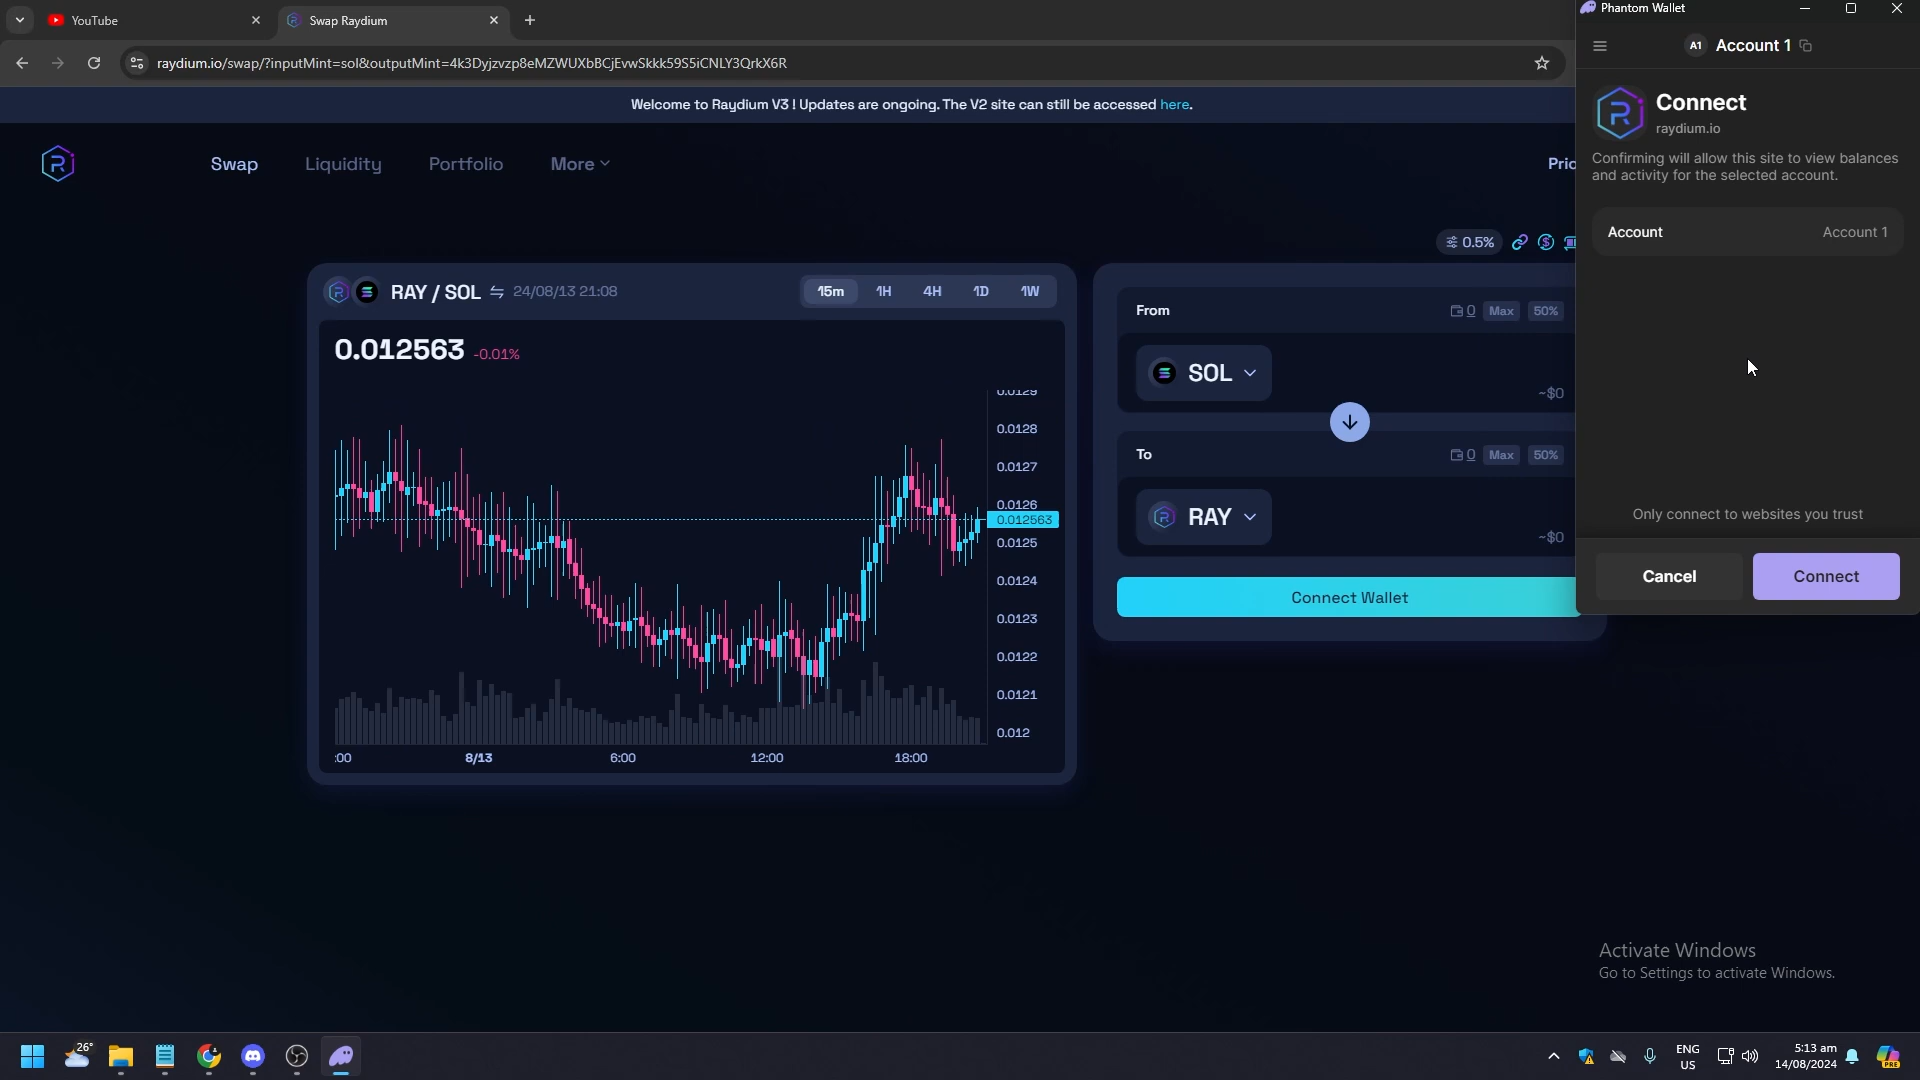 YouTube
Swap Raydium
raydium.io/swap/?inputMint=sol&outputMint=4k3Dyjzvzp8eMZWUXbBCjEvwSkkk59S5iCNLY3QrkX6R
Welcome to Raydium V3 ! Updates are ongoing. The V2 site can still be accessed here.
Swap
Liquidity
Portfolio
More
0.5%
RAY / SOL
24/08/13 21:08
15m
1H
4H
1D
1W
0.012563
-0.01%
0.0129
0.0128
0.0127
0.0126
0.012563
0.0125
0.0124
0.0123
0.0122
0.0121
0.012
:00
8/13
6:00
12:00
18:00
From
0
Max
50%
SOL
~$0
To
0
Max
50%
RAY
~$0
Connect Wallet
Phantom Wallet
A1
Account 1
Connect
raydium.io
Confirming will allow this site to view balances
and activity for the selected account.
Account
Account 1
Only connect to websites you trust
Cancel
Connect
Activate Windows
Go to Settings to activate Windows.
26°
ENG
US
5:13 am
14/08/2024
PRE